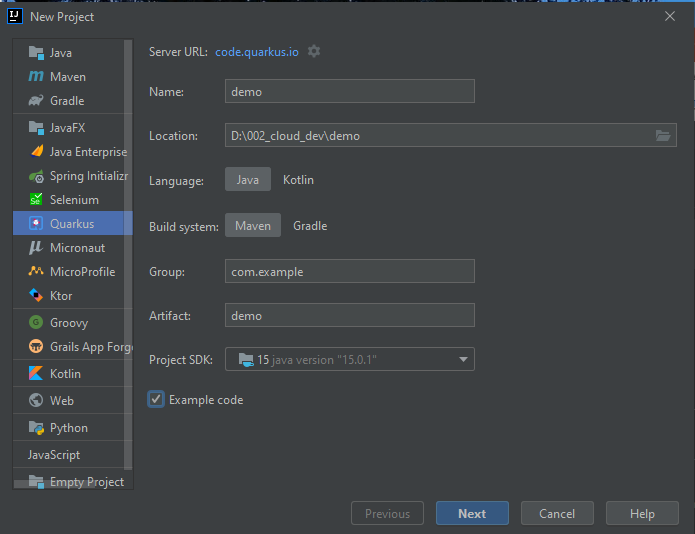 IJ New Project
Java
Maven
Gradle
JavaFX
Java Enterprise
Spring Initializr
Selenium
Quarkus
Micronaut
MicroProfile
Ktor
Groovy
Grails App Forge
Kotlin
Web
Python
JavaScript
Empty Project
Server URL: code.quarkus.io
Name: demo
Location: D:\002_cloud_dev\demo
Language: Java Kotlin
Build system: Maven Gradle
Group: com.example
Artifact: demo
Project SDK: 15 java version "15.0.1"
Example code
Previous Next Cancel Help